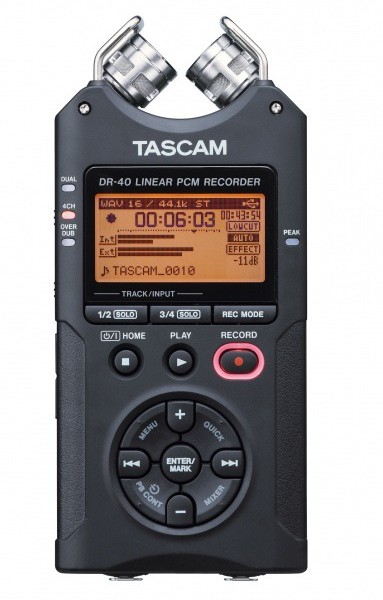 TASCAM
DR-40 LINEAR PCM RECORDER
DUAL
4CH
OVER
DUB
PEAK
WAV 16 / 44.1k ST
00:06:03
00:43:54
LOWCUT
Int
AUTO
Ext
EFFECT
-11dB
TASCAM_0010
TRACK/INPUT
1/2 SOLO
3/4 SOLO
REC MODE
HOME
PLAY
RECORD
MENU
+
QUICK
ENTER/
MARK
PB CONT
−
MIXER